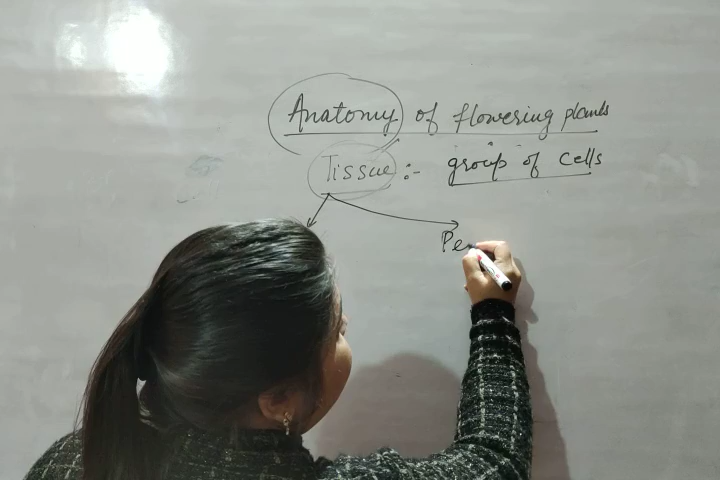 Anatomy of flowering plants
Tissue :- group of cells
Pe